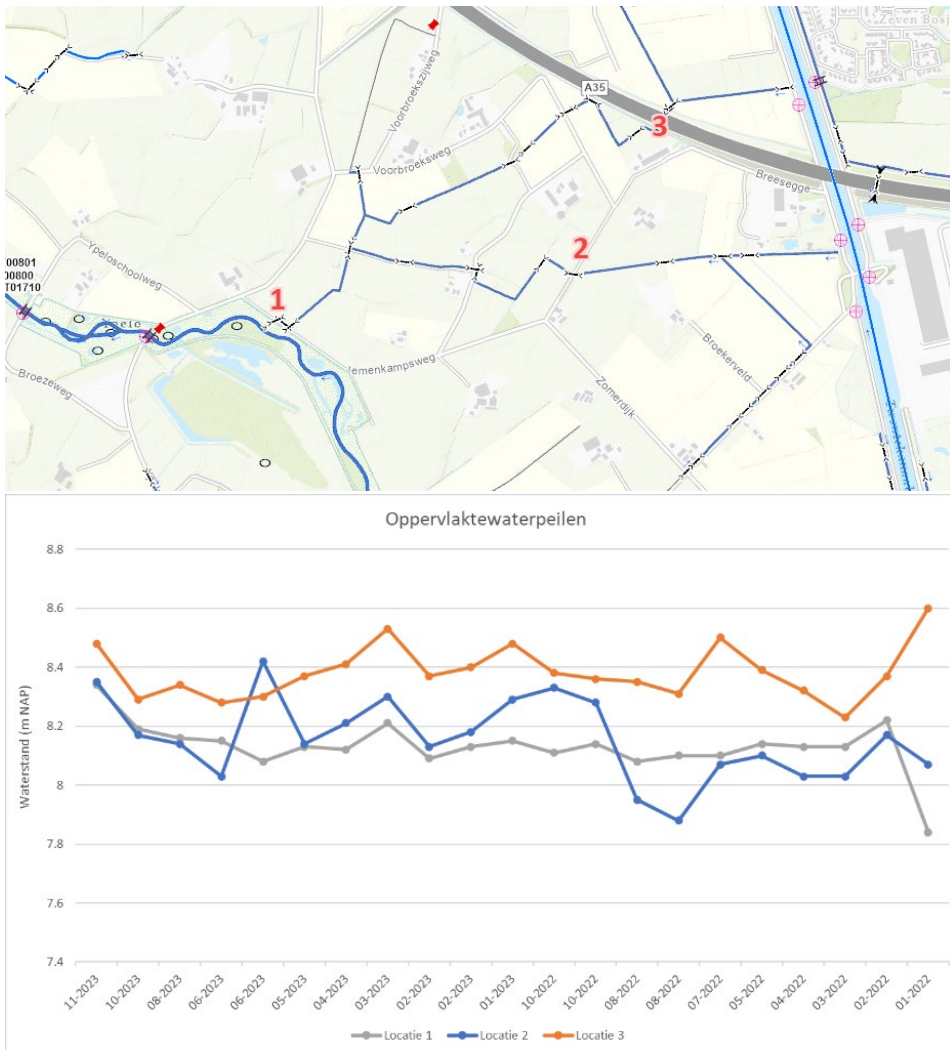 Zeven Bos
Voorbroekszijweg
A35
3
Voorbroeksweg
Breesegge
2
Ypeloschoolweg
00801
00800
T01710
1
Ypelo
Jemenkampsweg
Broekerveld
Broezeweg
Zomerdijk
Oppervlaktewaterpeilen
Waterstand (m NAP)
8.8
8.6
8.4
8.2
8
7.8
7.6
7.4
11-2023
10-2023
08-2023
06-2023
06-2023
05-2023
04-2023
03-2023
02-2023
02-2023
01-2023
10-2022
10-2022
08-2022
08-2022
07-2022
05-2022
04-2022
03-2022
02-2022
01-2022
Locatie 1
Locatie 2
Locatie 3